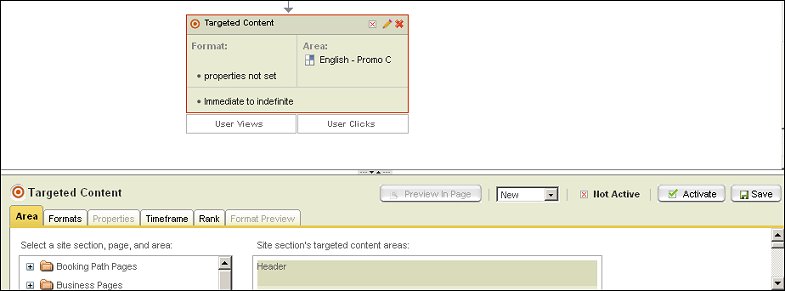 Targeted Content
Format:
Area:
English - Promo C
properties not set
Immediate to indefinite
User Views
User Clicks
Targeted Content
Preview In Page
New
Not Active
Activate
Save
Area
Formats
Properties
Timeframe
Rank
Format Preview
Select a site section, page, and area:
Site section's targeted content areas:
Booking Path Pages
Header
Business Pages